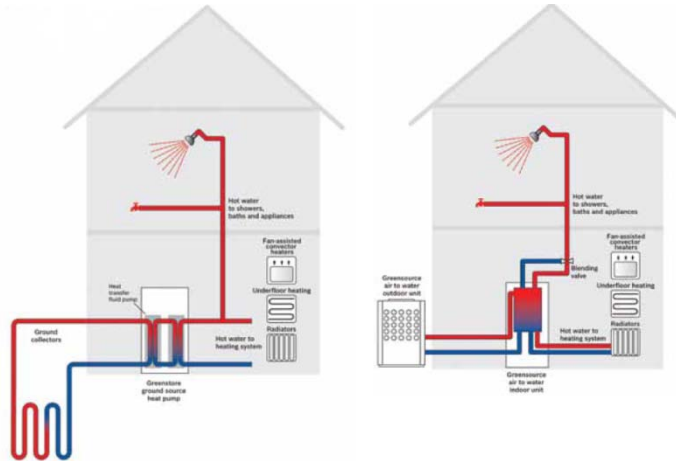 Hot water
to showers,
baths and appliances
Fan-assisted
convector
heaters
Heat
transfer
fluid pump
Underfloor heating
Ground
collectors
Hot water to
heating system
Radiators
Greenstore
ground source
heat pump
Hot water
to showers,
baths and appliances
Fan-assisted
convector
heaters
Blending
valve
Greensource
air to water
outdoor unit
Underfloor heating
Hot water to
heating system
Radiators
Greensource
air to water
indoor unit